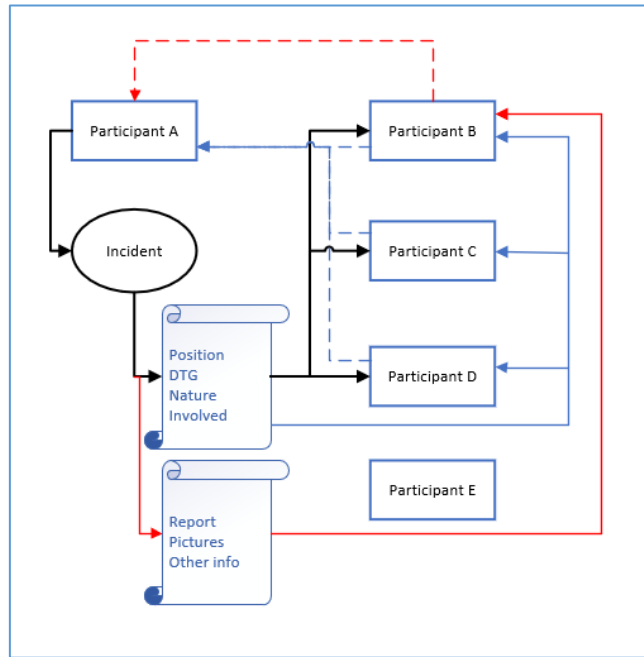 Participant A
Participant B
Incident
Participant C
Position
DTG
Nature
Involved
Participant D
Participant E
Report
Pictures
Other info